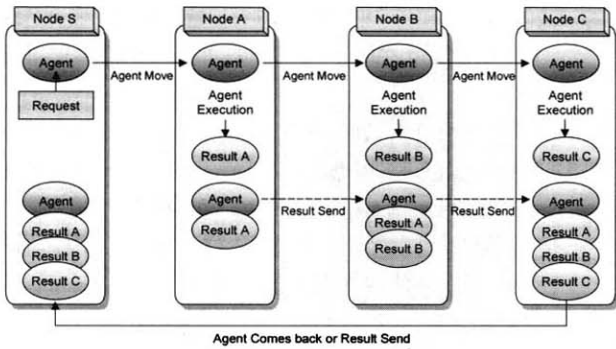 Node S
Node A
Node B
Node C
Agent
Agent
Agent
Agent
Agent Move
Agent Move
Agent Move
Request
Agent
Execution
Agent
Execution
Agent
Execution
Result A
Result B
Result C
Agent
Result A
Result B
Result C
Agent
Result A
Result Send
Agent
Result A
Result B
Result Send
Agent
Result A
Result B
Result C
Agent Comes back or Result Send